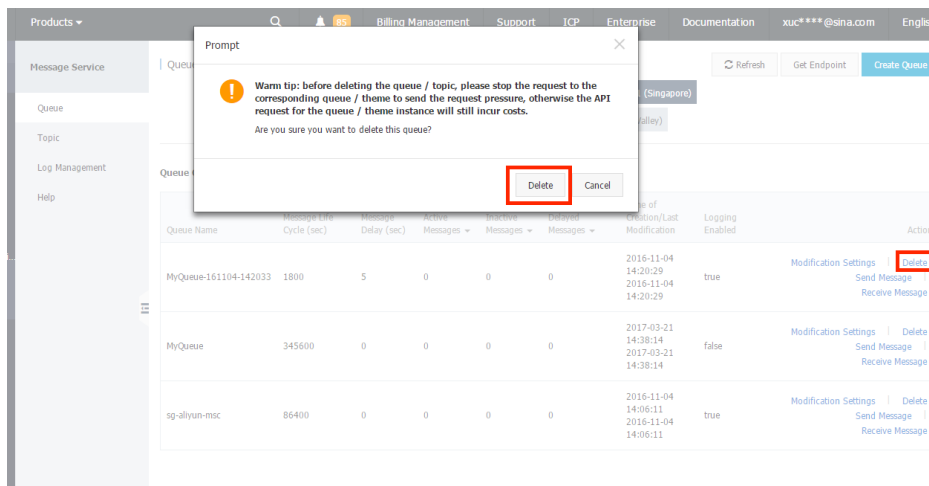 Products
85
Billing Management
Support
ICP
Enterprise
Documentation
xuc****@sina.com
Englis
Message Service
Queue
Topic
Log Management
Help
Queu
Refresh
Get Endpoint
Create Queue
(Singapore)
Valley)
Prompt
Warm tip: before deleting the queue / topic, please stop the request to the
corresponding queue / theme to send the request pressure, otherwise the API
request for the queue / theme instance will still incur costs.
Are you sure you want to delete this queue?
Delete
Cancel
Queue
Queue Name
Message Life
Cycle (sec)
Message
Delay (sec)
Active
Messages
Inactive
Messages
Delayed
Messages
of
Creation/Last
Modification
Logging
Enabled
Action
MyQueue-161104-142033
1800
5
0
0
0
2016-11-04
14:20:29
2016-11-04
14:20:29
true
Modification Settings
Delete
Send Message
Receive Message
MyQueue
345600
0
0
0
0
2017-03-21
14:38:14
2017-03-21
14:38:14
false
Modification Settings
Delete
Send Message
Receive Message
sg-aliyun-msc
86400
0
0
0
0
2016-11-04
14:06:11
2016-11-04
14:06:11
true
Modification Settings
Delete
Send Message
Receive Message